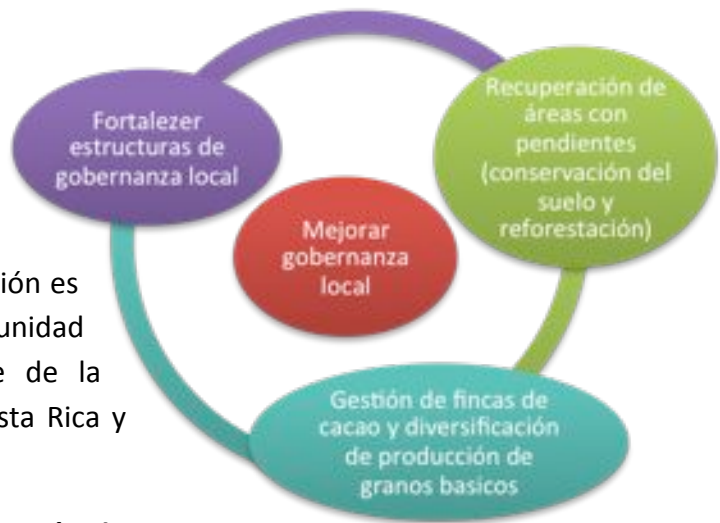 Fortalezer
estructuras de
gobernanza local
Recuperación de
áreas con
pendientes
(conservación del
suelo y
reforestación)
Mejorar
gobernanza
local
ión es
unidad
e de la
sta Rica y
Gestión de fincas de
cacao y diversificación
de producción de
granos basicos